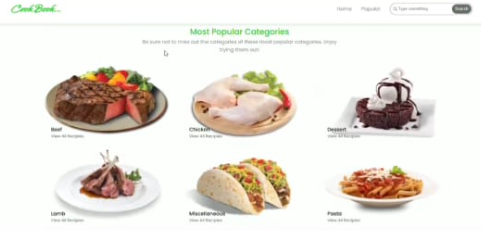 CookBook...
Home
Popular
Type something
Search
Most Popular Categories
Be sure not to miss out the categories of these most popular categories. Enjoy
trying them out!
Beef
View All Recipes
Chicken
View All Recipes
Dessert
View All Recipes
Lamb
View All Recipes
Miscellaneous
View All Recipes
Pasta
View All Recipes